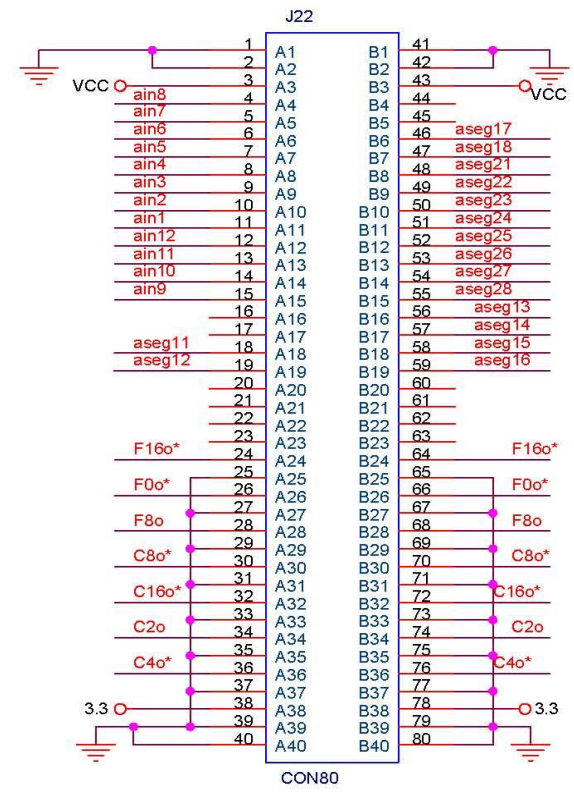 J22
1 A1 B1 41
2 A2 B2 42
VCC 3 A3 B3 43 VCC
ain8 4 A4 B4 44
ain7 5 A5 B5 45
ain6 6 A6 B6 46 aseg17
ain5 7 A7 B7 47 aseg18
ain4 8 A8 B8 48 aseg21
ain3 9 A9 B9 49 aseg22
ain2 10 A10 B10 50 aseg23
ain1 11 A11 B11 51 aseg24
ain12 12 A12 B12 52 aseg25
ain11 13 A13 B13 53 aseg26
ain10 14 A14 B14 54 aseg27
ain9 15 A15 B15 55 aseg28
16 A16 B16 56 aseg13
17 A17 B17 57 aseg14
aseg11 18 A18 B18 58 aseg15
aseg12 19 A19 B19 59 aseg16
20 A20 B20 60
21 A21 B21 61
22 A22 B22 62
23 A23 B23 63
F16o* 24 A24 B24 64 F16o*
25 A25 B25 65
F0o* 26 A26 B26 66 F0o*
27 A27 B27 67
F8o 28 A28 B28 68 F8o
29 A29 B29 69
C8o* 30 A30 B30 70 C8o*
31 A31 B31 71
C16o* 32 A32 B32 72 C16o*
33 A33 B33 73
C2o 34 A34 B34 74 C2o
35 A35 B35 75
C4o* 36 A36 B36 76 C4o*
37 A37 B37 77
3.3 38 A38 B38 78 3.3
39 A39 B39 79
40 A40 B40 80
CON80